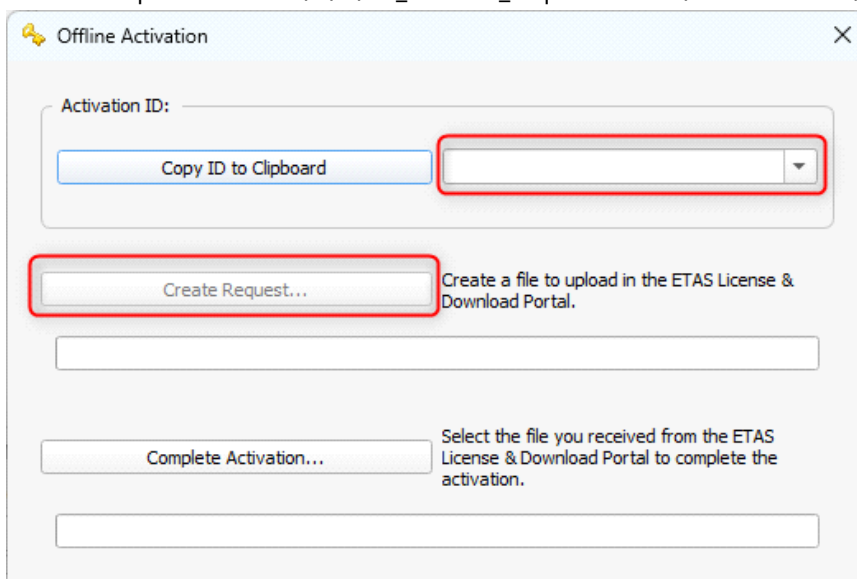 Offline Activation
Activation ID:
Copy ID to Clipboard
Create Request...
Create a file to upload in the ETAS License &
Download Portal.
Complete Activation...
Select the file you received from the ETAS
License & Download Portal to complete the
activation.